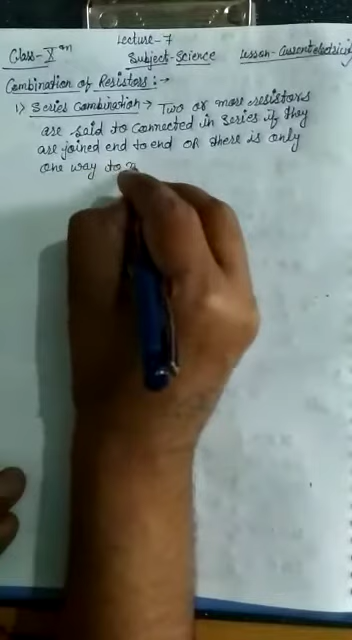 Lecture-7
Class-Xth Subject-Science Lesson-Current electricity
Combination of Resistors:-
1) Series Combination → Two or more resistors
are said to connected in series if they
are joined end to end OR there is only
one way to